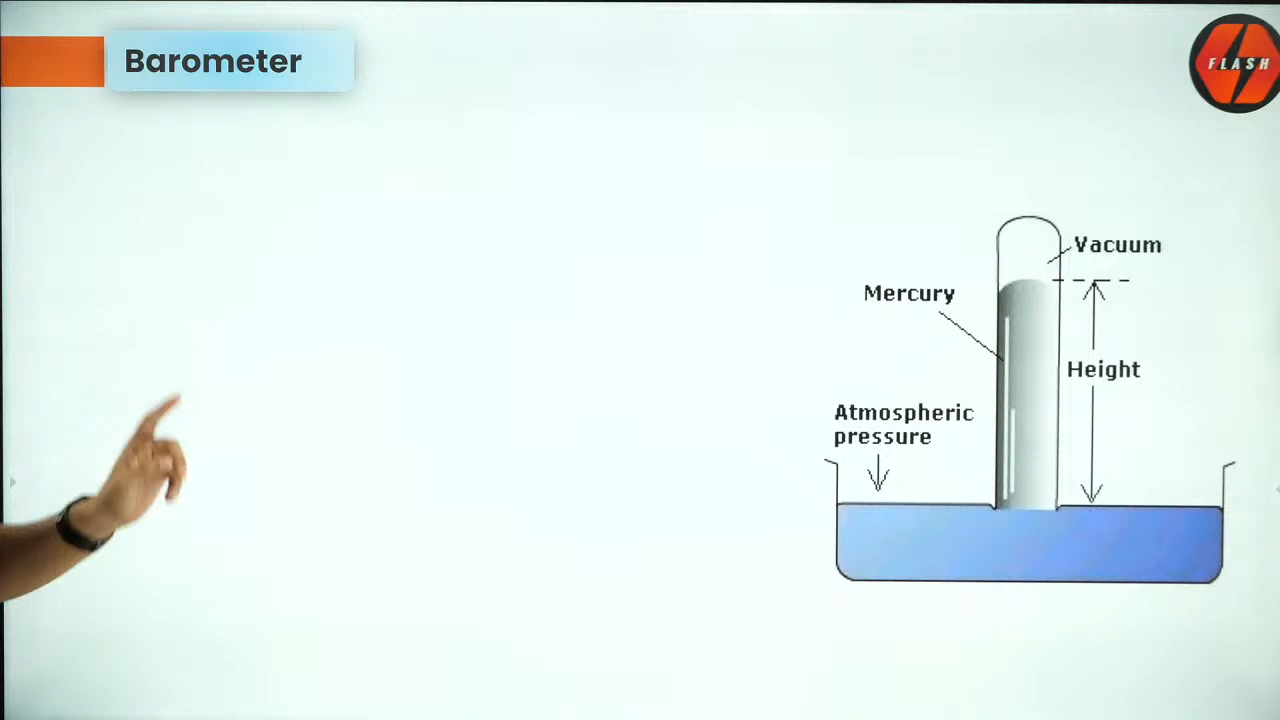 Barometer
FLASH
Vacuum
Mercury
Height
Atmospheric
pressure